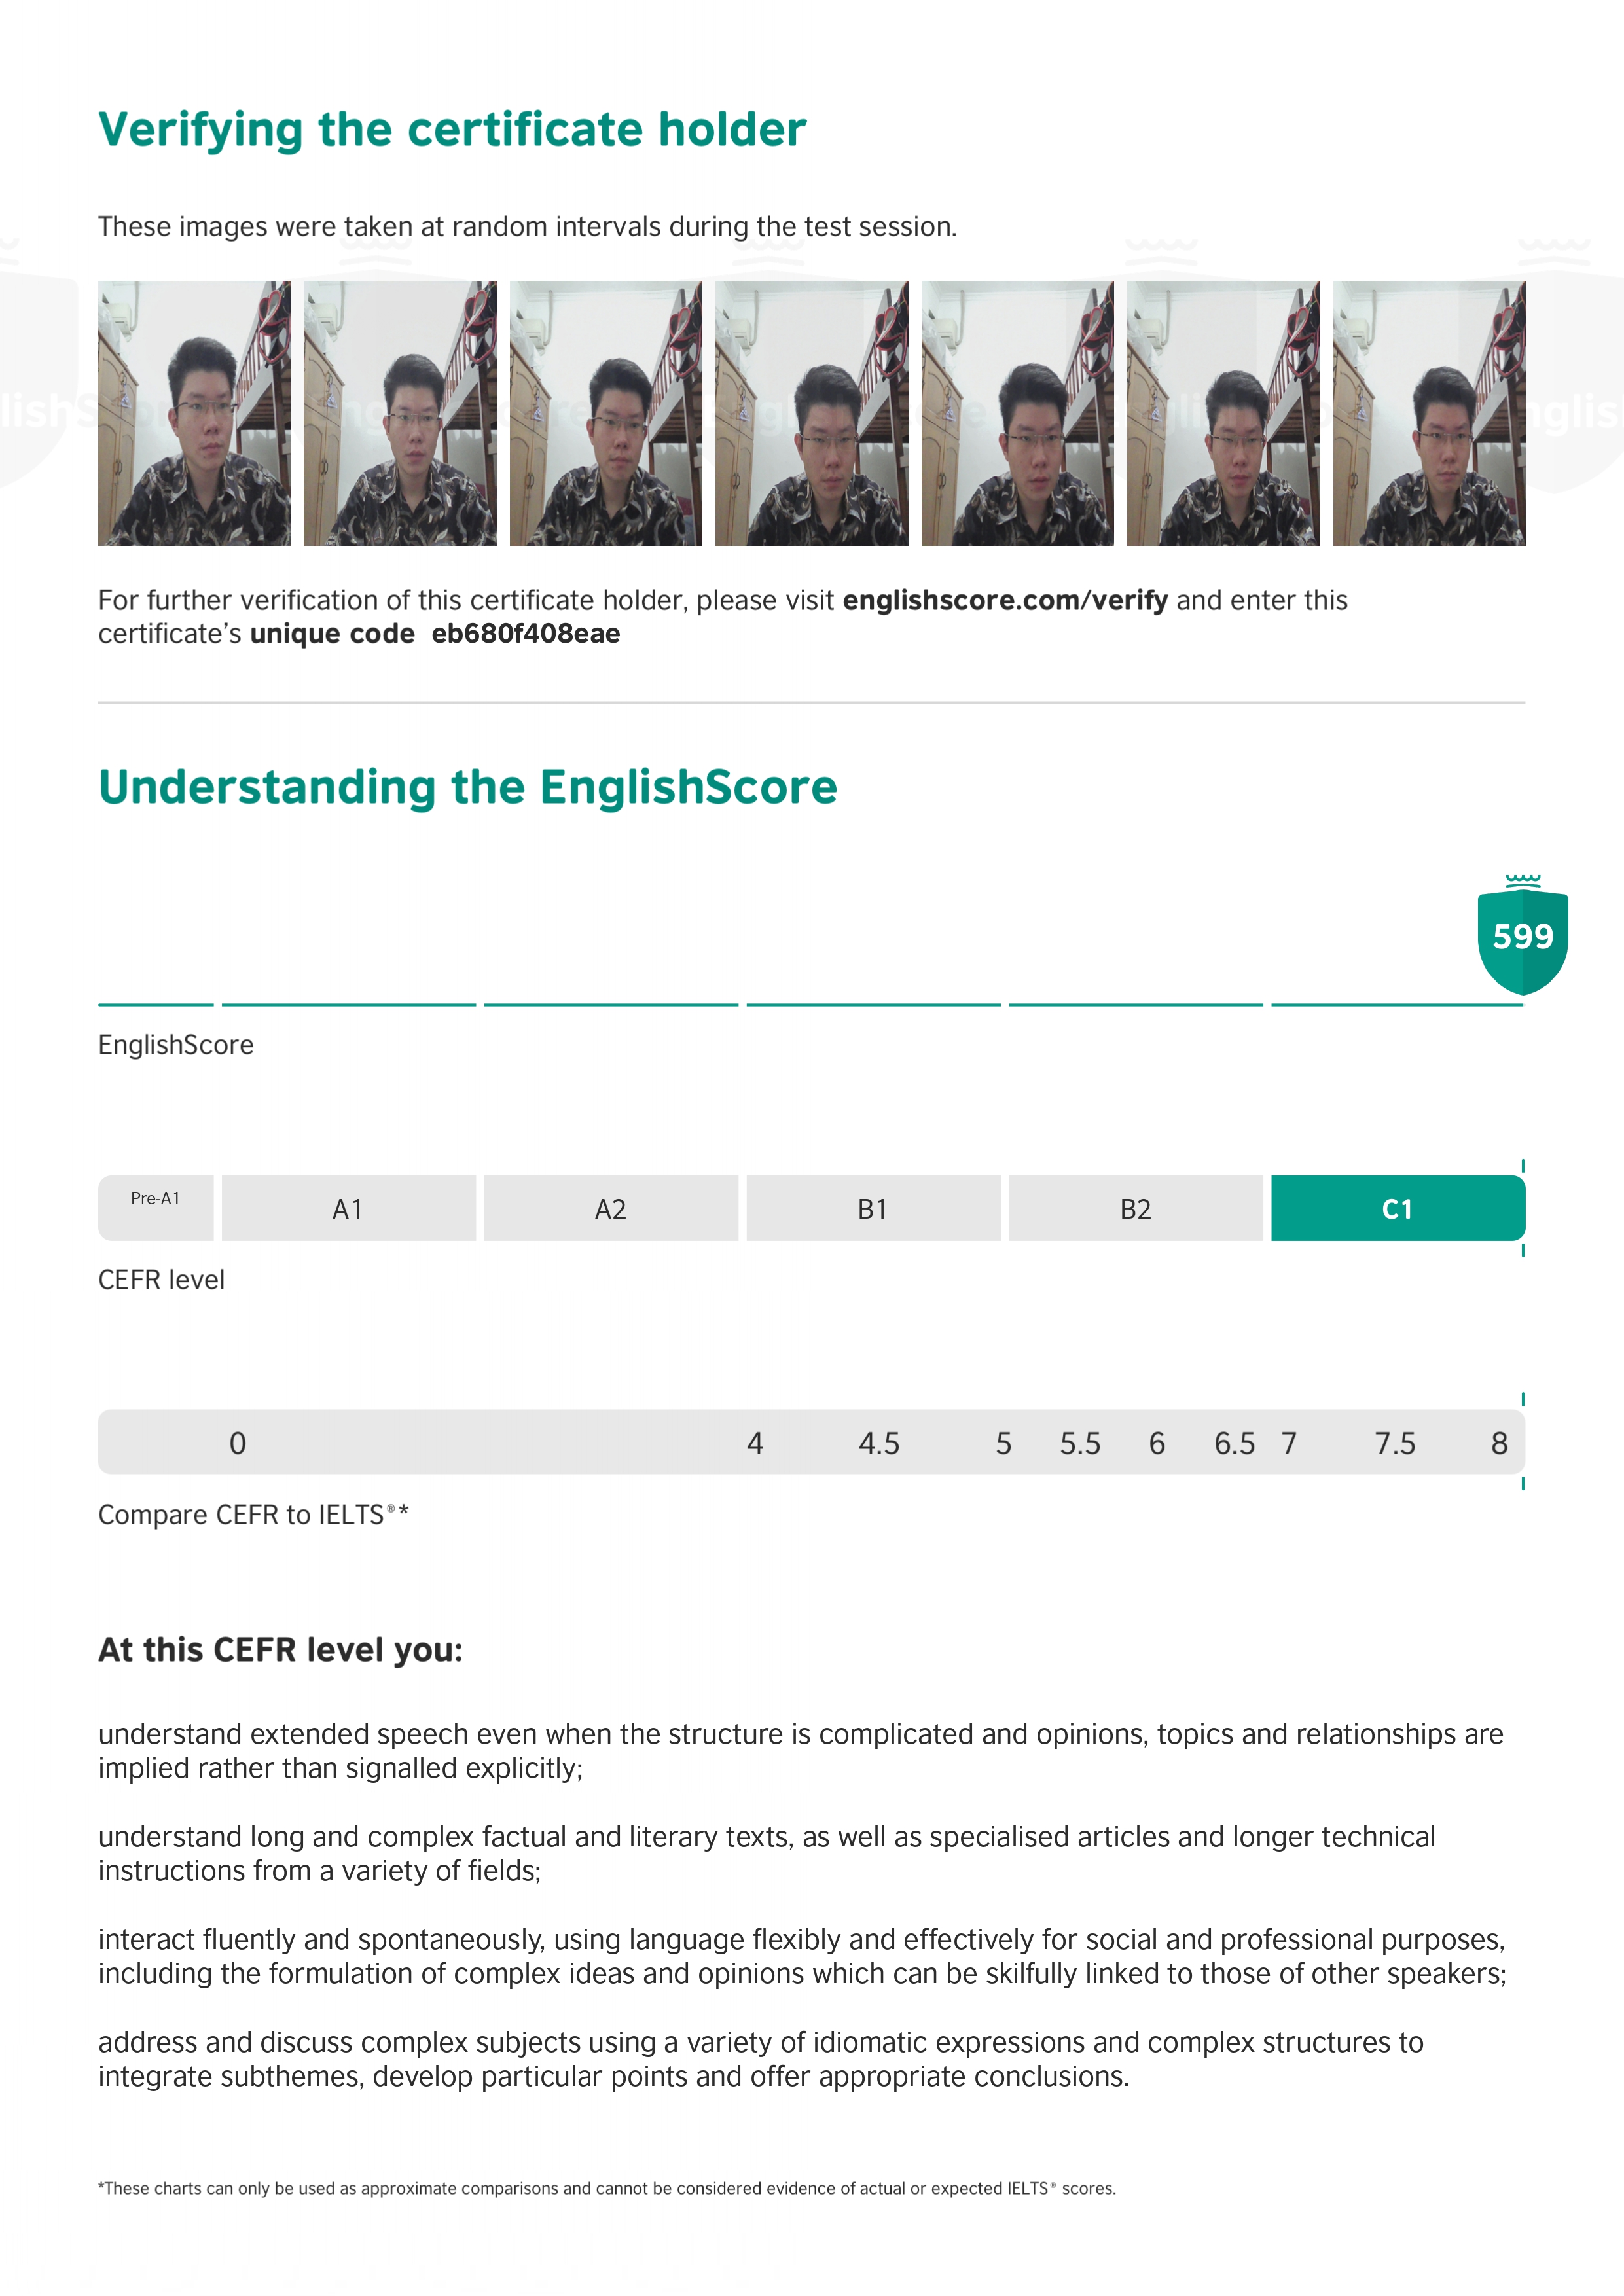 Verifying the certificate holder
These images were taken at random intervals during the test session.
For further verification of this certificate holder, please visit englishscore.com/verify and enter this
certificate’s unique code eb680f408eae
Understanding the EnglishScore
599
EnglishScore
Pre-A1 A1 A2 B1 B2 C1
CEFR level
0 4 4.5 5 5.5 6 6.5 7 7.5 8
Compare CEFR to IELTS®*
At this CEFR level you:
understand extended speech even when the structure is complicated and opinions, topics and relationships are
implied rather than signalled explicitly;
understand long and complex factual and literary texts, as well as specialised articles and longer technical
instructions from a variety of fields;
interact fluently and spontaneously, using language flexibly and effectively for social and professional purposes,
including the formulation of complex ideas and opinions which can be skilfully linked to those of other speakers;
address and discuss complex subjects using a variety of idiomatic expressions and complex structures to
integrate subthemes, develop particular points and offer appropriate conclusions.
*These charts can only be used as approximate comparisons and cannot be considered evidence of actual or expected IELTS® scores.